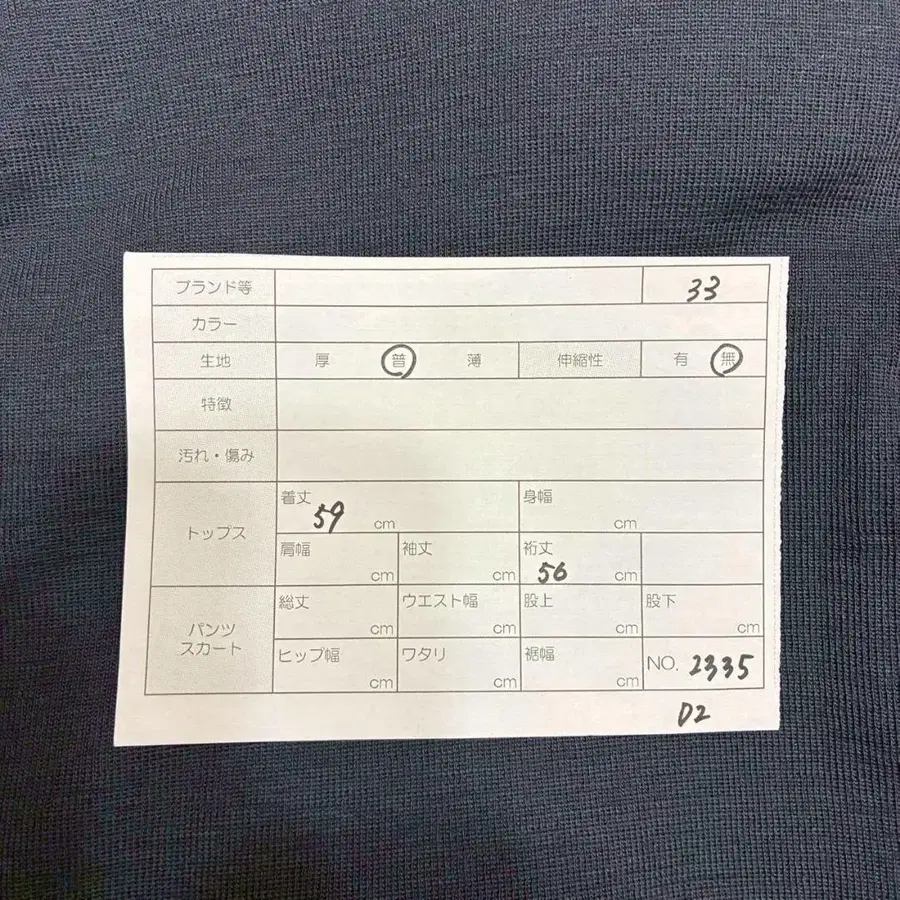 ブランド等 33
カラー
生地 厚 普 薄 伸縮性 有 無
特徴
汚れ・傷み
トップス 着丈 59 cm 身幅 cm
肩幅 cm 袖丈 cm 裄丈 56 cm
パンツ スカート 総丈 cm ウエスト幅 cm 股上 cm 股下 cm
ヒップ幅 cm ワタリ cm 裾幅 cm NO. 2335
D2